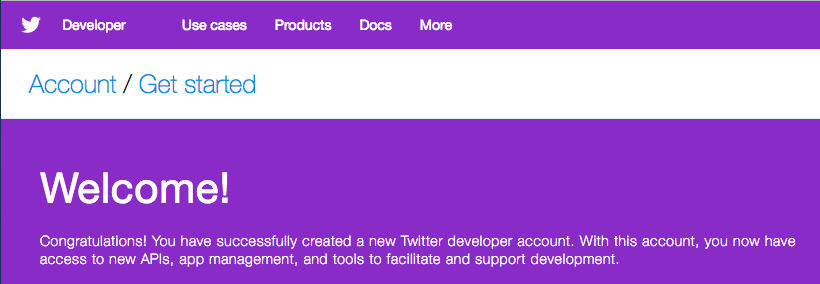 Developer Use cases Products Docs More
Account / Get started
Welcome!
Congratulations! You have successfully created a new Twitter developer account. With this account, you now have
access to new APIs, app management, and tools to facilitate and support development.